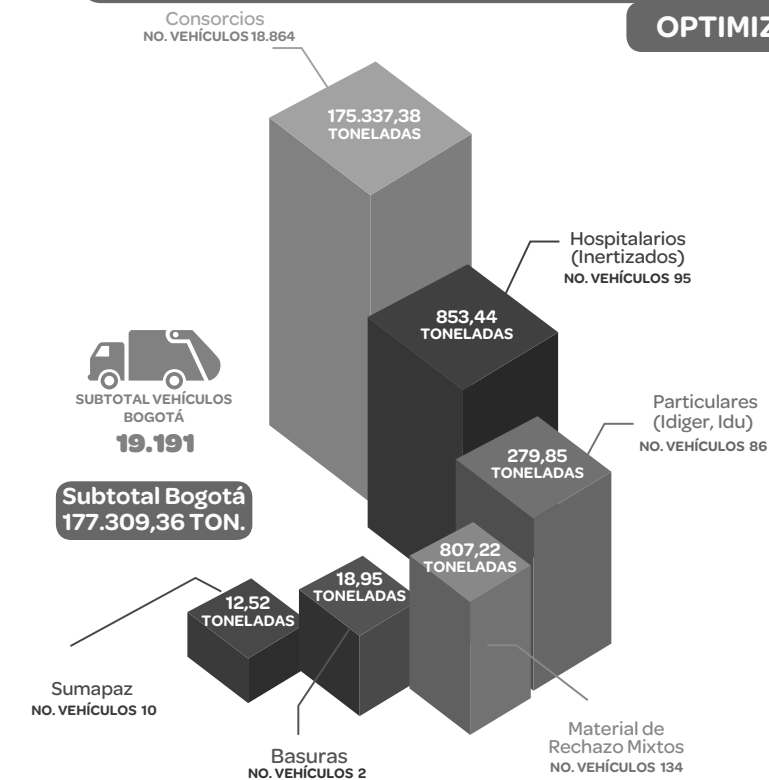 OPTIMIZ
Consorcios
NO. VEHÍCULOS 18.864
175.337,38
TONELADAS
Hospitalarios
(Inertizados)
NO. VEHÍCULOS 95
853,44
TONELADAS
SUBTOTAL VEHÍCULOS
BOGOTÁ
19.191
Particulares
(Idiger, Idu)
NO. VEHÍCULOS 86
279,85
TONELADAS
Subtotal Bogotá
177.309,36 TON.
807,22
TONELADAS
18,95
TONELADAS
12,52
TONELADAS
Sumapaz
NO. VEHÍCULOS 10
Basuras
NO. VEHÍCULOS 2
Material de
Rechazo Mixtos
NO. VEHÍCULOS 134